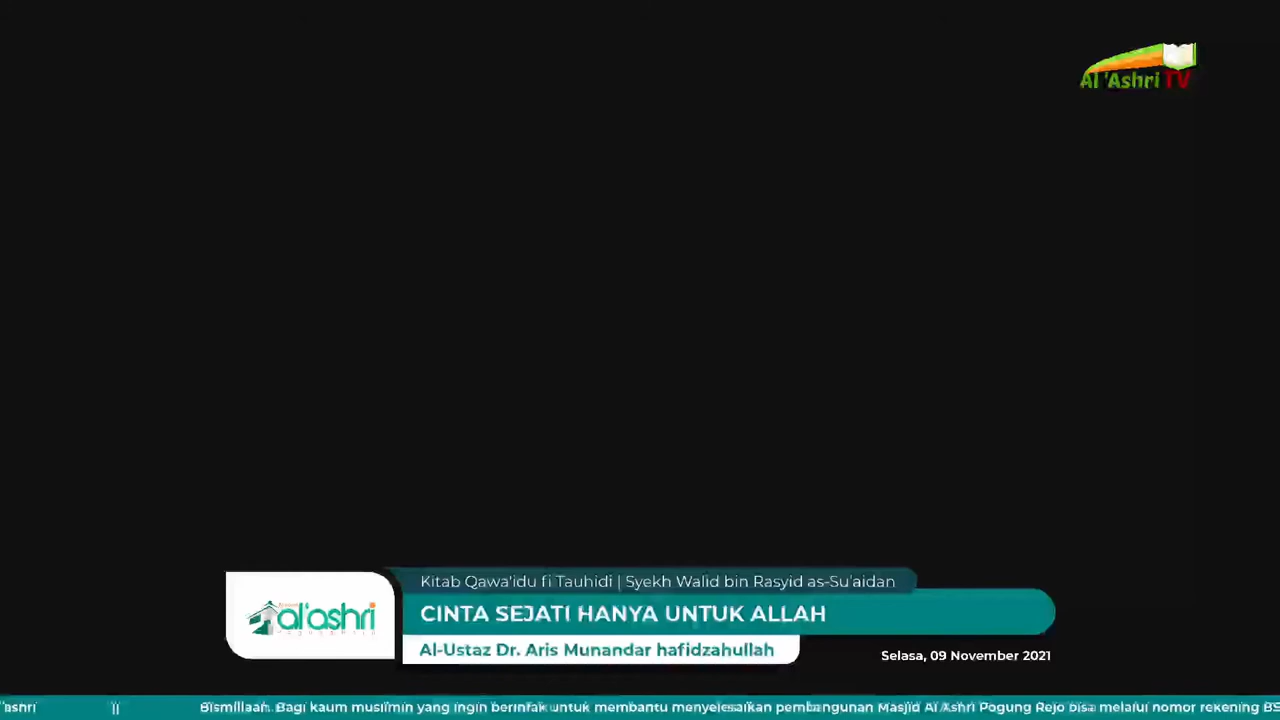 Al 'Ashri TV
Kitab Qawa'idu fi Tauhidi | Syekh Walid bin Rasyid as-Su'aidan
al'ashri
CINTA SEJATI HANYA UNTUK ALLAH
Al-Ustaz Dr. Aris Munandar hafidzahullah
Selasa, 09 November 2021
'ashri || Bismillaah. Bagi kaum muslimin yang ingin berinfak untuk membantu menyelesaikan pembangunan Masjid Al Ashri Pogung Rejo bisa melalui nomor rekening BS